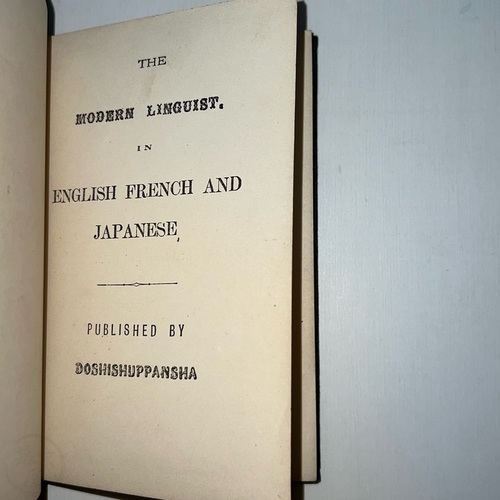 THE
MODERN LINGUIST.
IN
ENGLISH FRENCH AND
JAPANESE,
PUBLISHED BY
DOSHISHUPPANSHA